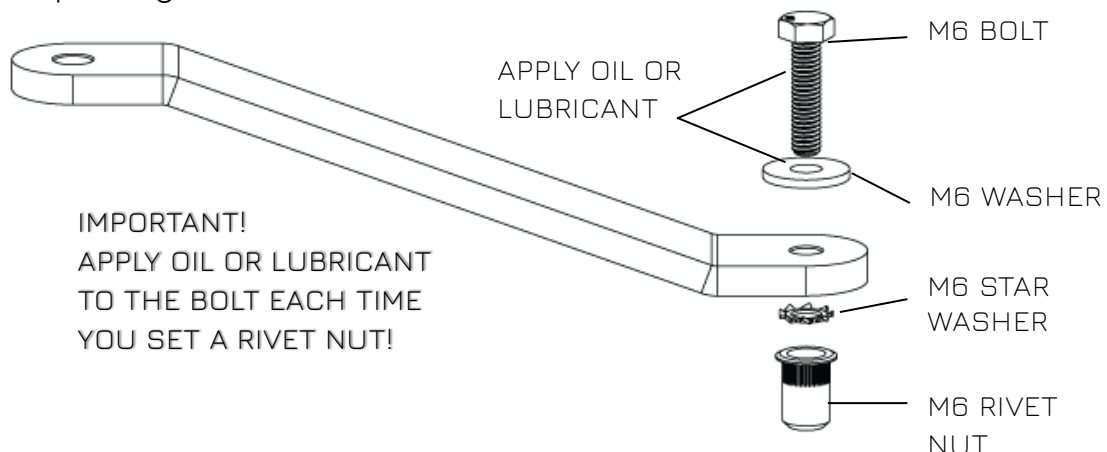 M6 BOLT
APPLY OIL OR
LUBRICANT
M6 WASHER
IMPORTANT!
APPLY OIL OR LUBRICANT
TO THE BOLT EACH TIME
YOU SET A RIVET NUT!
M6 STAR
WASHER
M6 RIVET
NUT